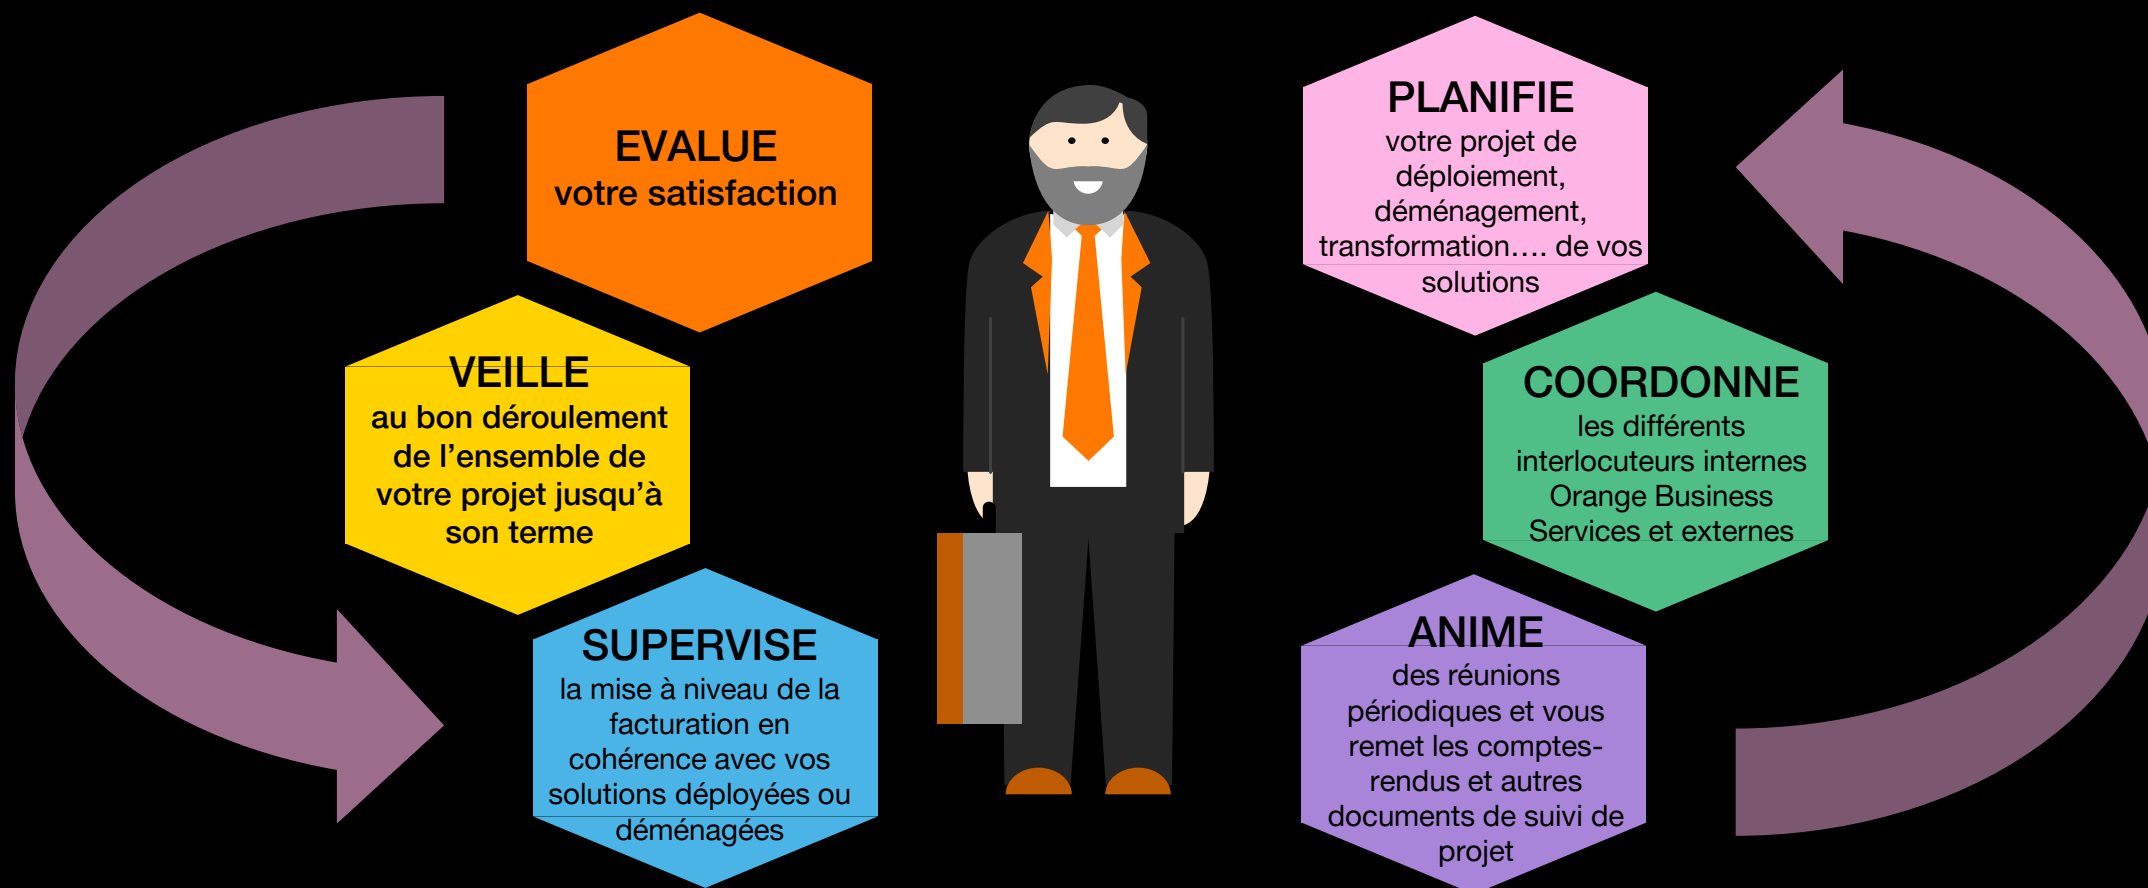 EVALUE
votre satisfaction
VEILLE
au bon déroulement
de l’ensemble de
votre projet jusqu’à
son terme
SUPERVISE
la mise à niveau de la
facturation en
cohérence avec vos
solutions déployées ou
déménagées
PLANIFIE
votre projet de
déploiement,
déménagement,
transformation…. de vos
solutions
COORDONNE
les différents
interlocuteurs internes
Orange Business
Services et externes
ANIME
des réunions
périodiques et vous
remet les comptes-
rendus et autres
documents de suivi de
projet